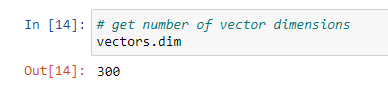 In [14]: # get number of vector dimensions
vectors.dim
Out[14]: 300